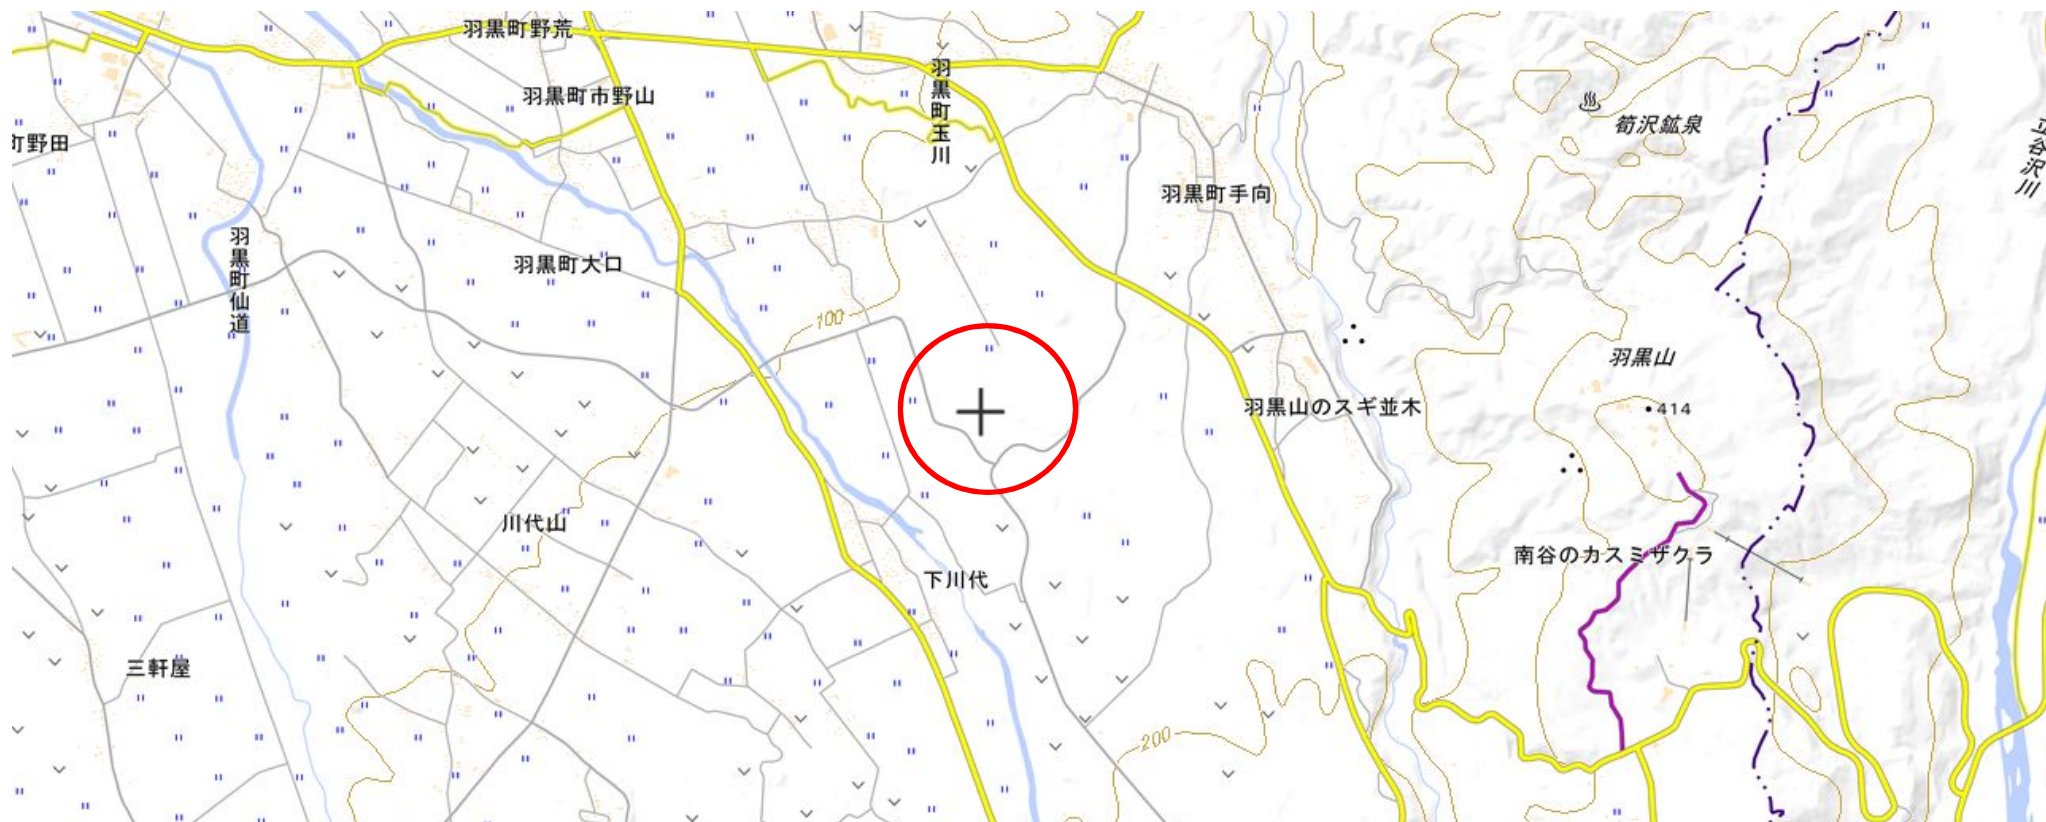 羽黒町野荒
羽黒町市野山
羽黒町玉川
町野田
筍沢鉱泉
立谷沢川
羽黒町手向
羽黒町仙道
羽黒町大口
100
羽黒山
414
羽黒山のスギ並木
川代山
下川代
南谷のカスミザクラ
三軒屋
200